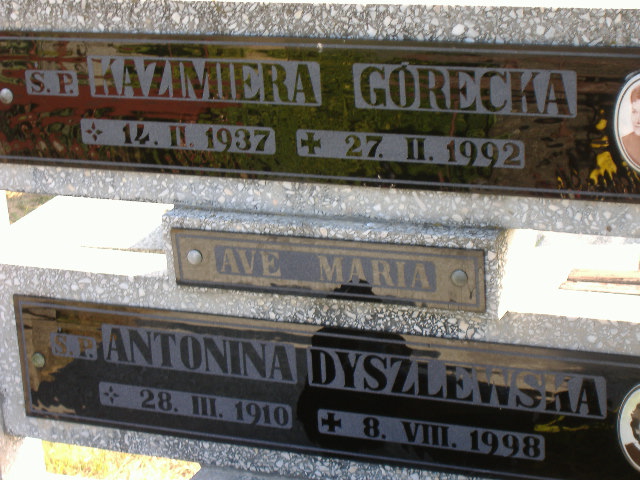 Ś.P. KAZIMIERA GÓRECKA
14. II. 1937 27. II. 1992
AVE MARIA
Ś.P. ANTONINA DYSZLEWSKA
28. III. 1910 8. VIII. 1998